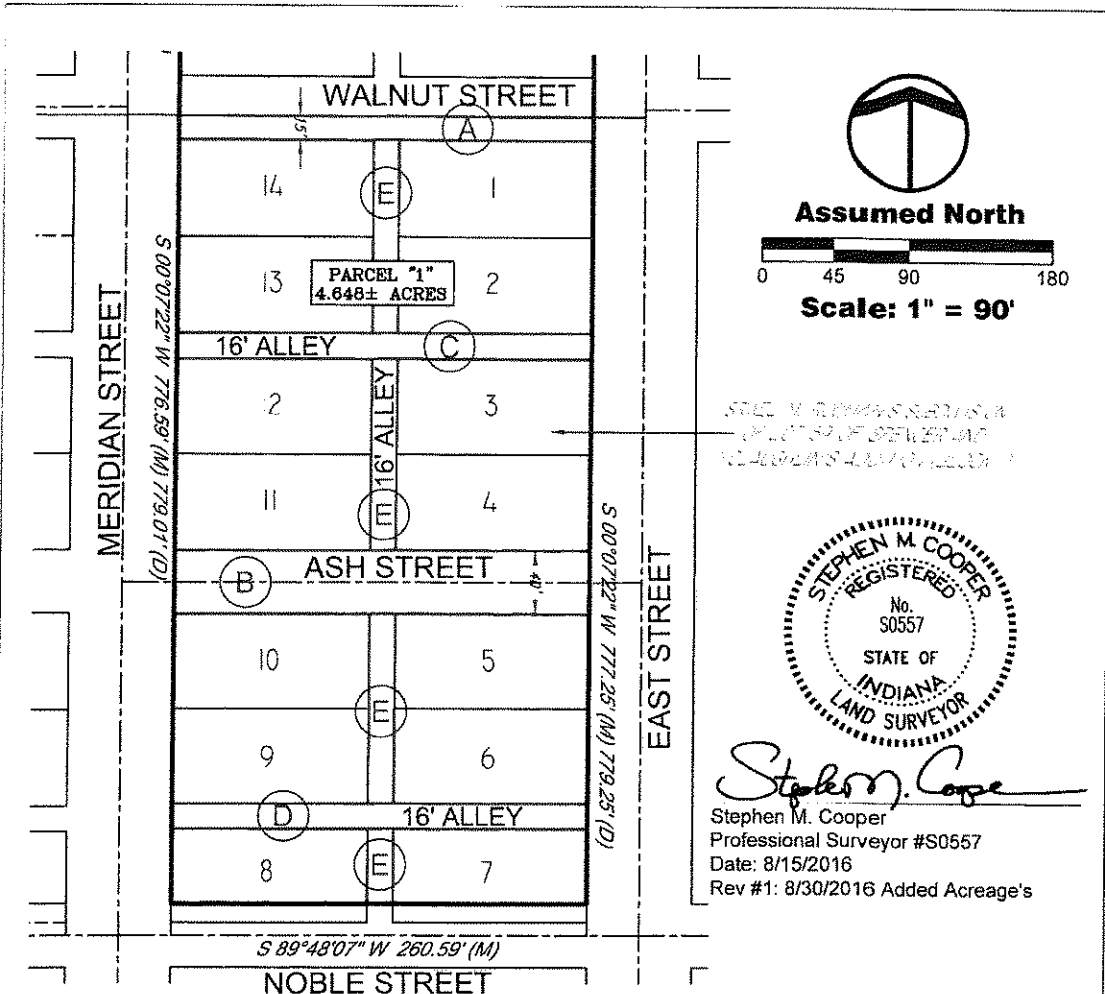 WALNUT STREET
15'
A
14
E
1
13
PARCEL "1"
4.648± ACRES
2
16' ALLEY
C
12
3
16' ALLEY
11
E
4
ASH STREET
B
40'
10
5
E
9
6
D
16' ALLEY
8
E
7
MERIDIAN STREET
S 00°07'22" W 776.59' (M) 779.01' (D)
S 00°07'22" W 777.25' (M) 779.25' (D)
EAST STREET
S 89°48'07" W 260.59' (M)
NOBLE STREET
Assumed North
0 45 90 180
Scale: 1" = 90'
STEPHEN M. COOPER
REGISTERED
No.
S0557
STATE OF
INDIANA
LAND SURVEYOR
Stephen M. Cooper
Stephen M. Cooper
Professional Surveyor #S0557
Date: 8/15/2016
Rev #1: 8/30/2016 Added Acreage's